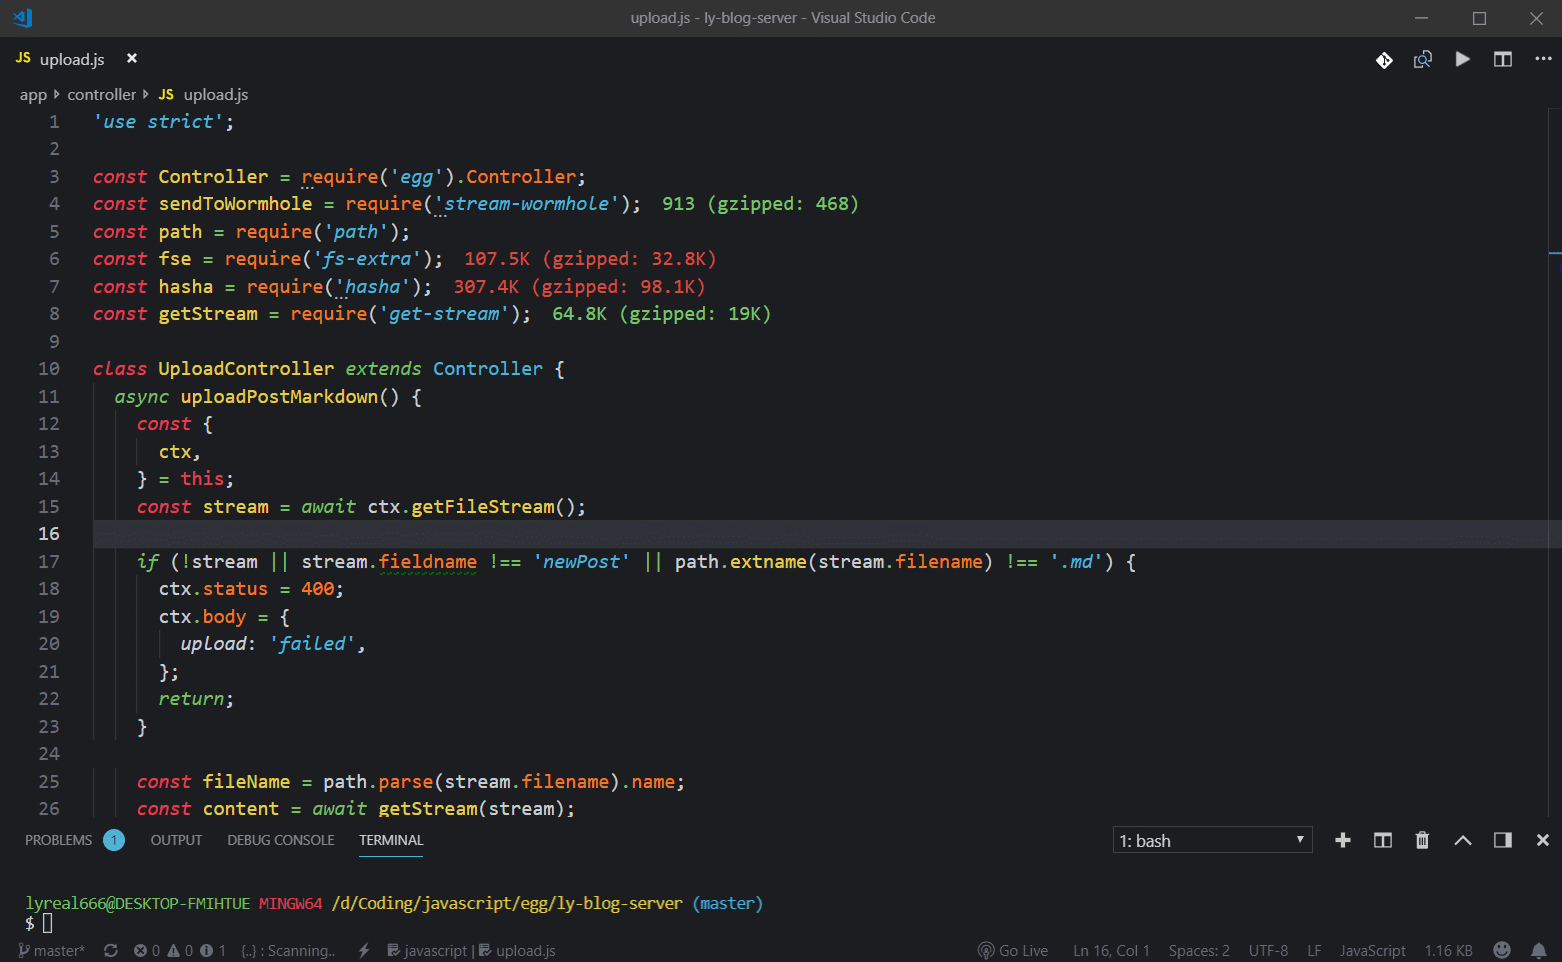 upload.js - ly-blog-server - Visual Studio Code
JS upload.js
app controller JS upload.js
1 'use strict';
2
3 const Controller = require('egg').Controller;
4 const sendToWormhole = require('stream-wormhole'); 913 (gzipped: 468)
5 const path = require('path');
6 const fse = require('fs-extra'); 107.5K (gzipped: 32.8K)
7 const hasha = require('hasha'); 307.4K (gzipped: 98.1K)
8 const getStream = require('get-stream'); 64.8K (gzipped: 19K)
9
10 class UploadController extends Controller {
11 async uploadPostMarkdown() {
12 const {
13 ctx,
14 } = this;
15 const stream = await ctx.getFileStream();
16
17 if (!stream || stream.fieldname !== 'newPost' || path.extname(stream.filename) !== '.md') {
18 ctx.status = 400;
19 ctx.body = {
20 upload: 'failed',
21 };
22 return;
23 }
24
25 const fileName = path.parse(stream.filename).name;
26 const content = await getStream(stream);
PROBLEMS 1 OUTPUT DEBUG CONSOLE TERMINAL 1: bash
lyreal666@DESKTOP-FMIHTUE MINGW64 /d/Coding/javascript/egg/ly-blog-server (master)
$
master* 0 0 1 {..} : Scanning.. javascript | upload.js Go Live Ln 16, Col 1 Spaces: 2 UTF-8 LF JavaScript 1.16 KB